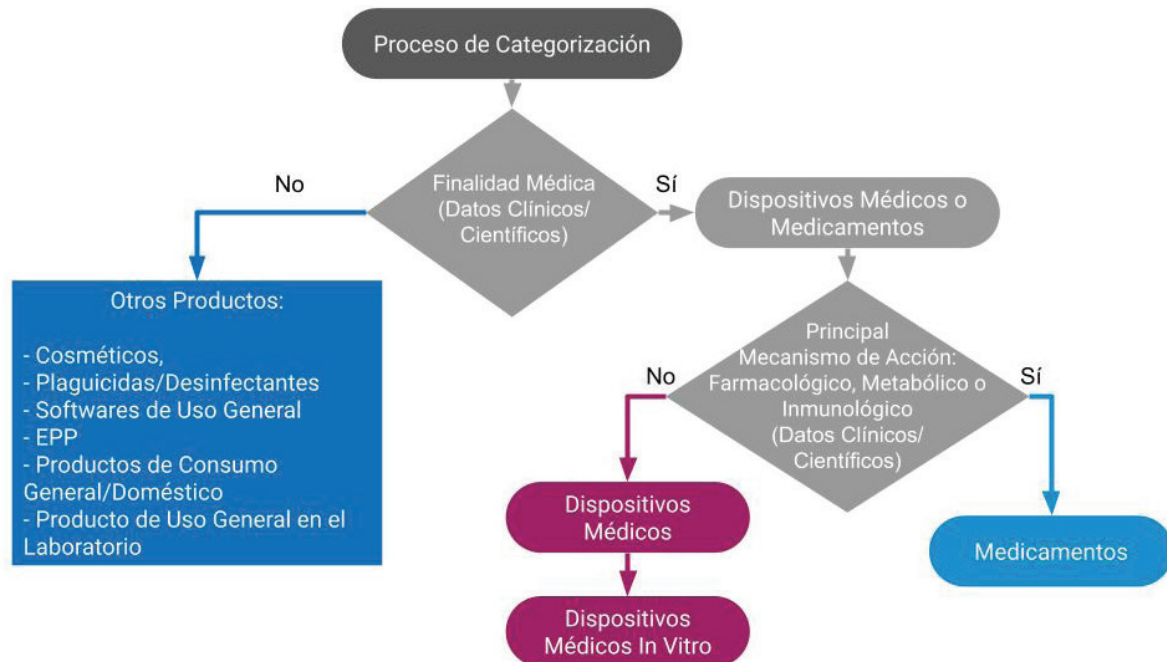 Proceso de Categorización
No
Finalidad Médica
(Datos Clínicos/
Científicos)
Sí
Dispositivos Médicos o
Medicamentos
Otros Productos:
- Cosméticos,
- Plaguicidas/Desinfectantes
- Softwares de Uso General
- EPP
- Productos de Consumo
General/Doméstico
- Producto de Uso General en el
Laboratorio
No
Principal
Mecanismo de Acción:
Farmacológico, Metabólico o
Inmunológico
(Datos Clínicos/
Científicos)
Sí
Dispositivos
Médicos
Medicamentos
Dispositivos
Médicos In Vitro